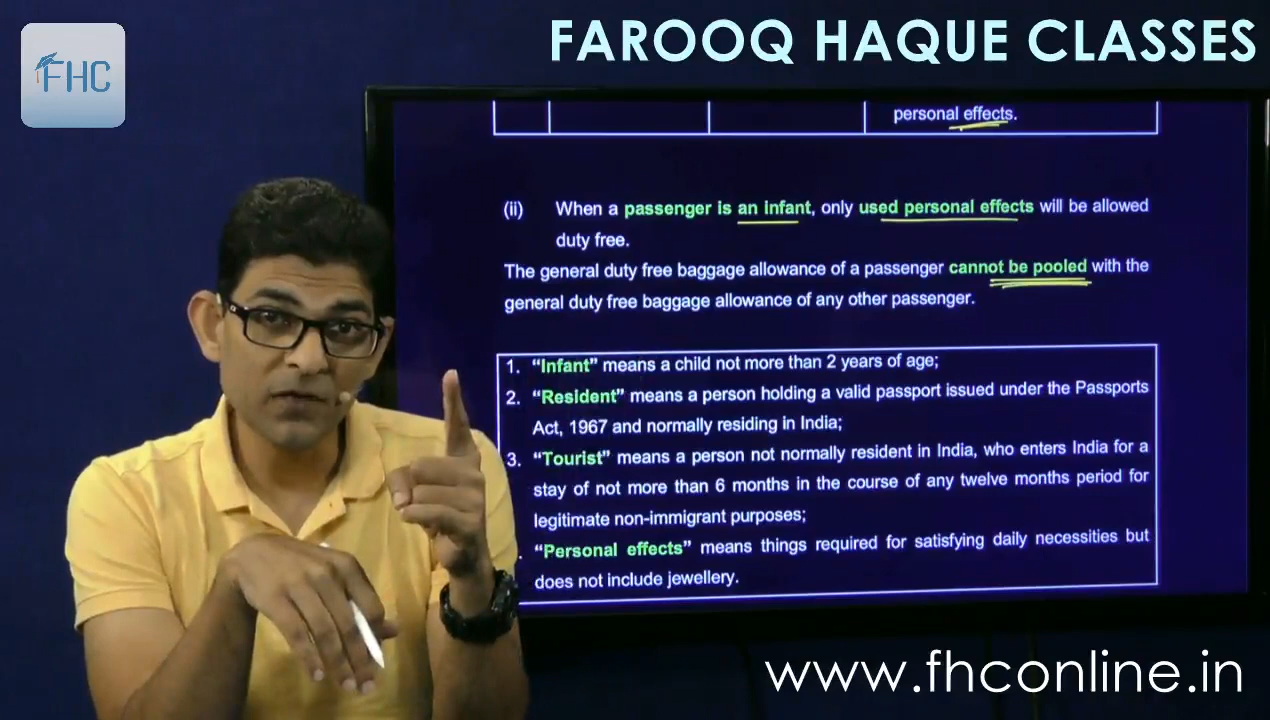 FAROOQ HAQUE CLASSES
FHC
personal effects.
(ii) When a passenger is an infant, only used personal effects will be allowed
duty free.
The general duty free baggage allowance of a passenger cannot be pooled with the
general duty free baggage allowance of any other passenger.
1. “Infant” means a child not more than 2 years of age;
2. “Resident” means a person holding a valid passport issued under the Passports
Act, 1967 and normally residing in India;
3. “Tourist” means a person not normally resident in India, who enters India for a
stay of not more than 6 months in the course of any twelve months period for
legitimate non-immigrant purposes;
. “Personal effects” means things required for satisfying daily necessities but
does not include jewellery.
www.fhconline.in